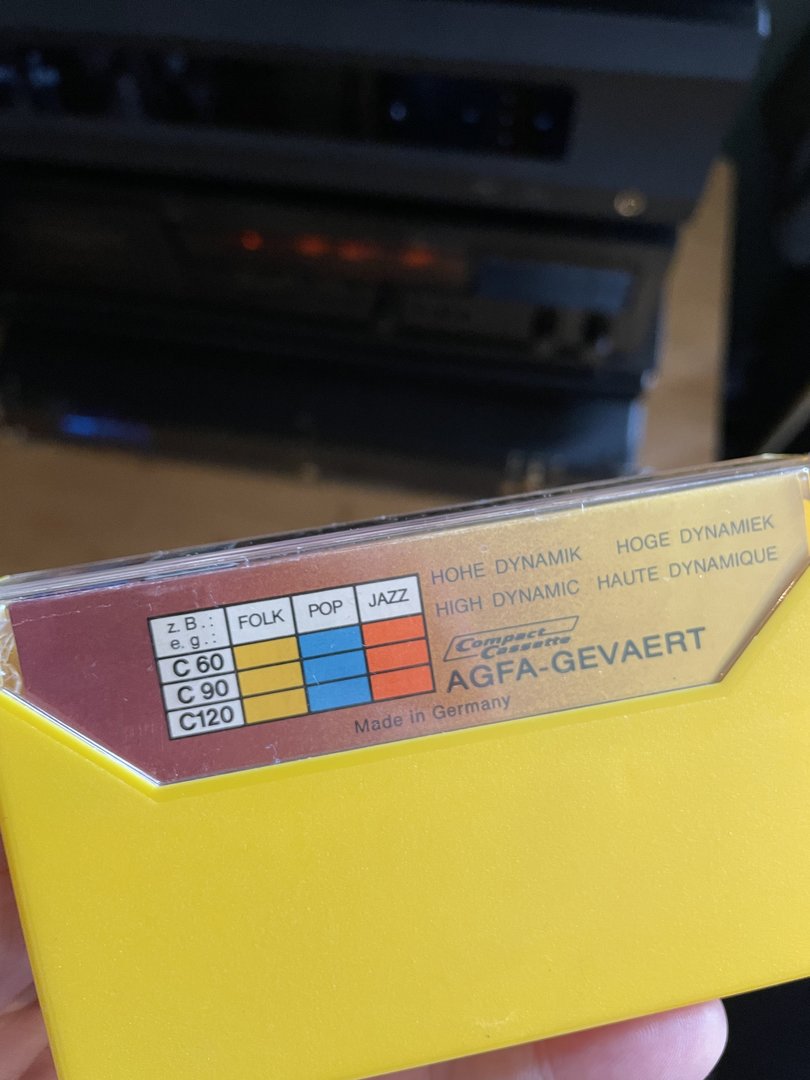 z. B.: FOLK POP JAZZ
e. g.:
C 60
C 90
C120
HOHE DYNAMIK HOGE DYNAMIEK
HIGH DYNAMIC HAUTE DYNAMIQUE
Compact
Cassette
AGFA-GEVAERT
Made in Germany